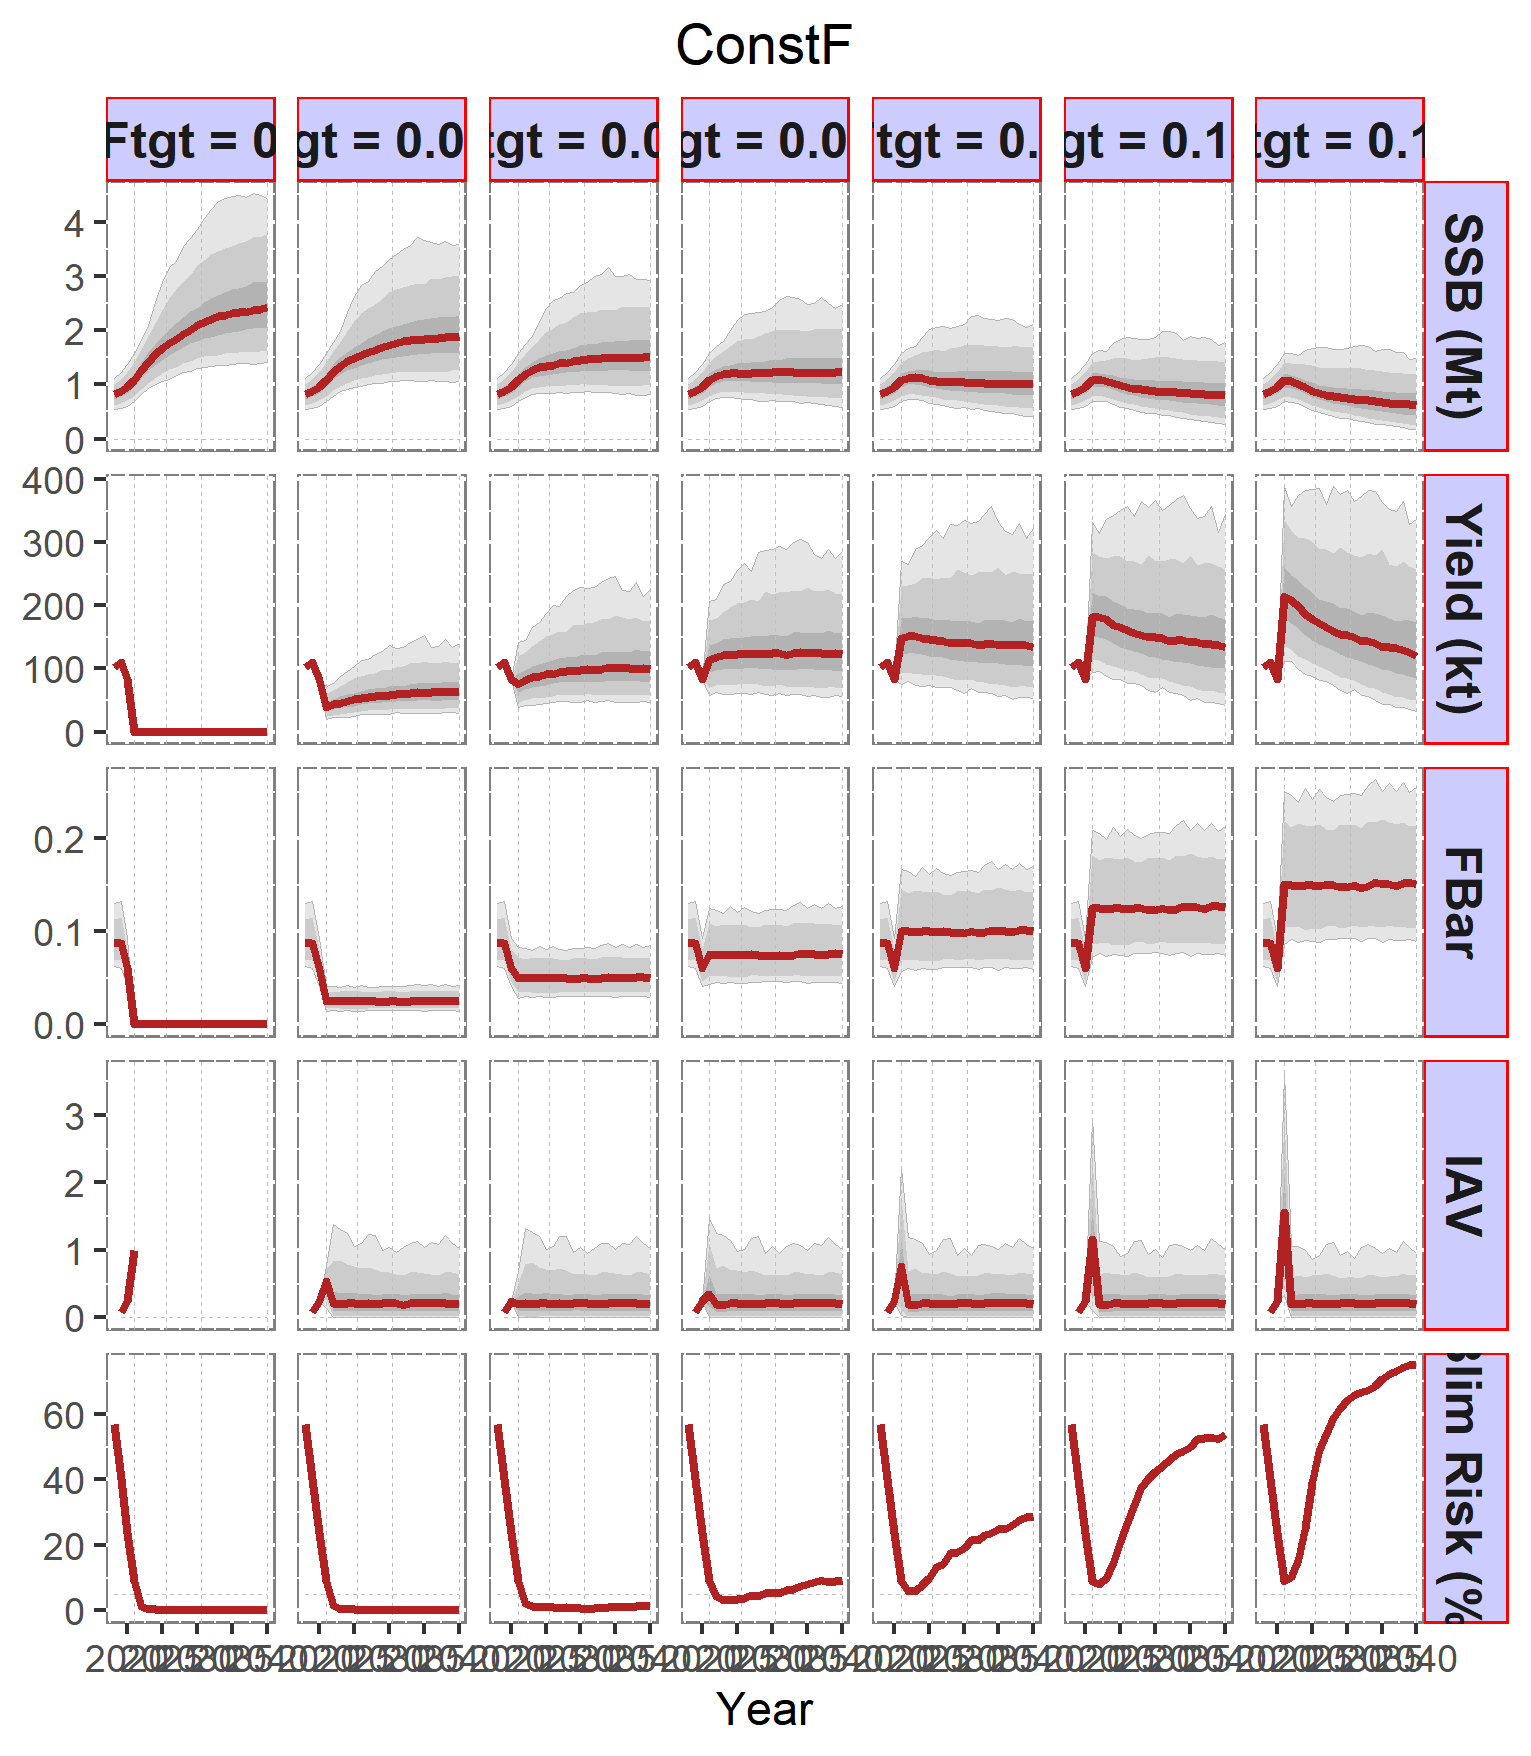 ConstF
Ftgt = 0
gt = 0.0
tgt = 0.0
gt = 0.0
tgt = 0.
gt = 0.1
tgt = 0.1
4
3
2
1
0
SSB (Mt)
400
300
200
100
0
Yield (kt)
0.2
0.1
0.0
FBar
3
2
1
0
IAV
60
40
20
0
Blim Risk (%
Year